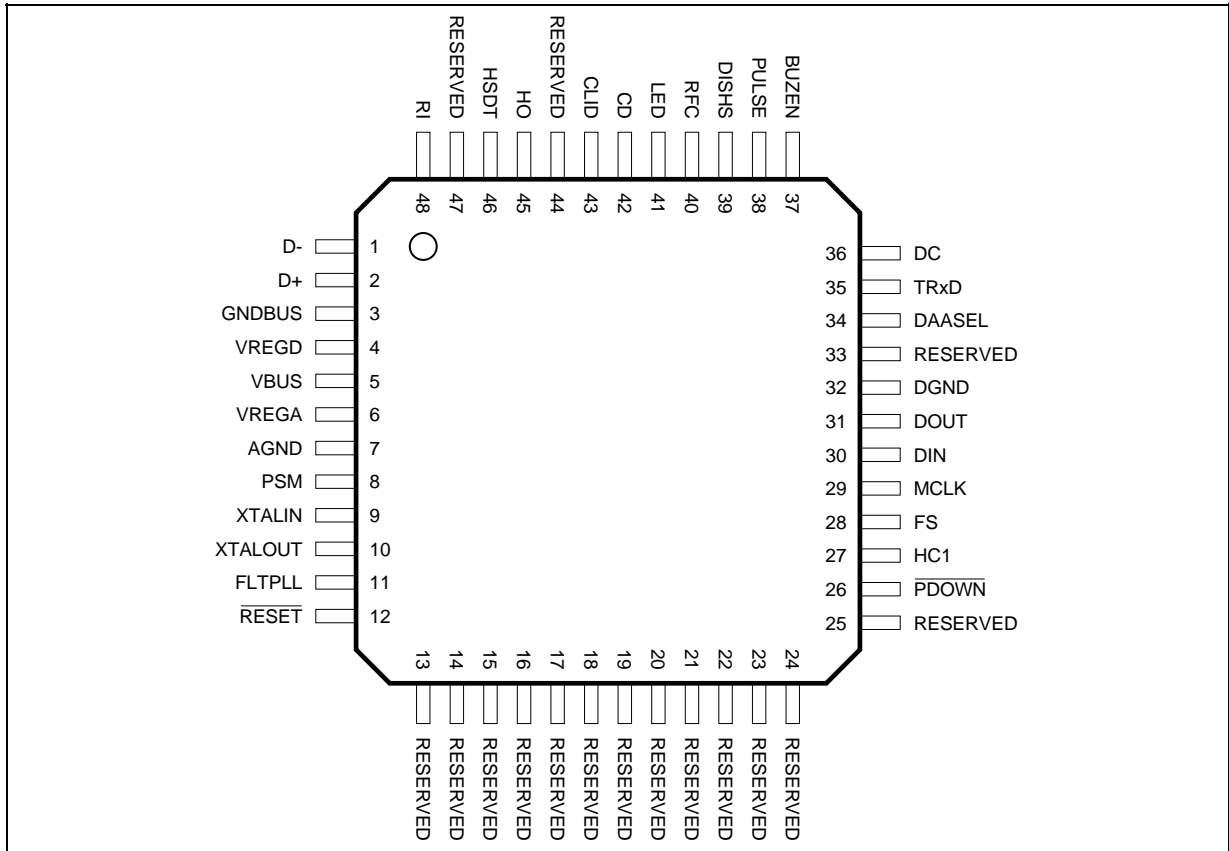 RI RESERVED HSDT HO RESERVED CLID CD LED RFC DISHS PULSE BUZEN
48 47 46 45 44 43 42 41 40 39 38 37
D- 1
D+ 2
GNDBUS 3
VREGD 4
VBUS 5
VREGA 6
AGND 7
PSM 8
XTALIN 9
XTALOUT 10
FLTPLL 11
RESET 12
36 DC
35 TRxD
34 DAASEL
33 RESERVED
32 DGND
31 DOUT
30 DIN
29 MCLK
28 FS
27 HC1
26 PDOWN
25 RESERVED
13 14 15 16 17 18 19 20 21 22 23 24
RESERVED RESERVED RESERVED RESERVED RESERVED RESERVED RESERVED RESERVED RESERVED RESERVED RESERVED RESERVED